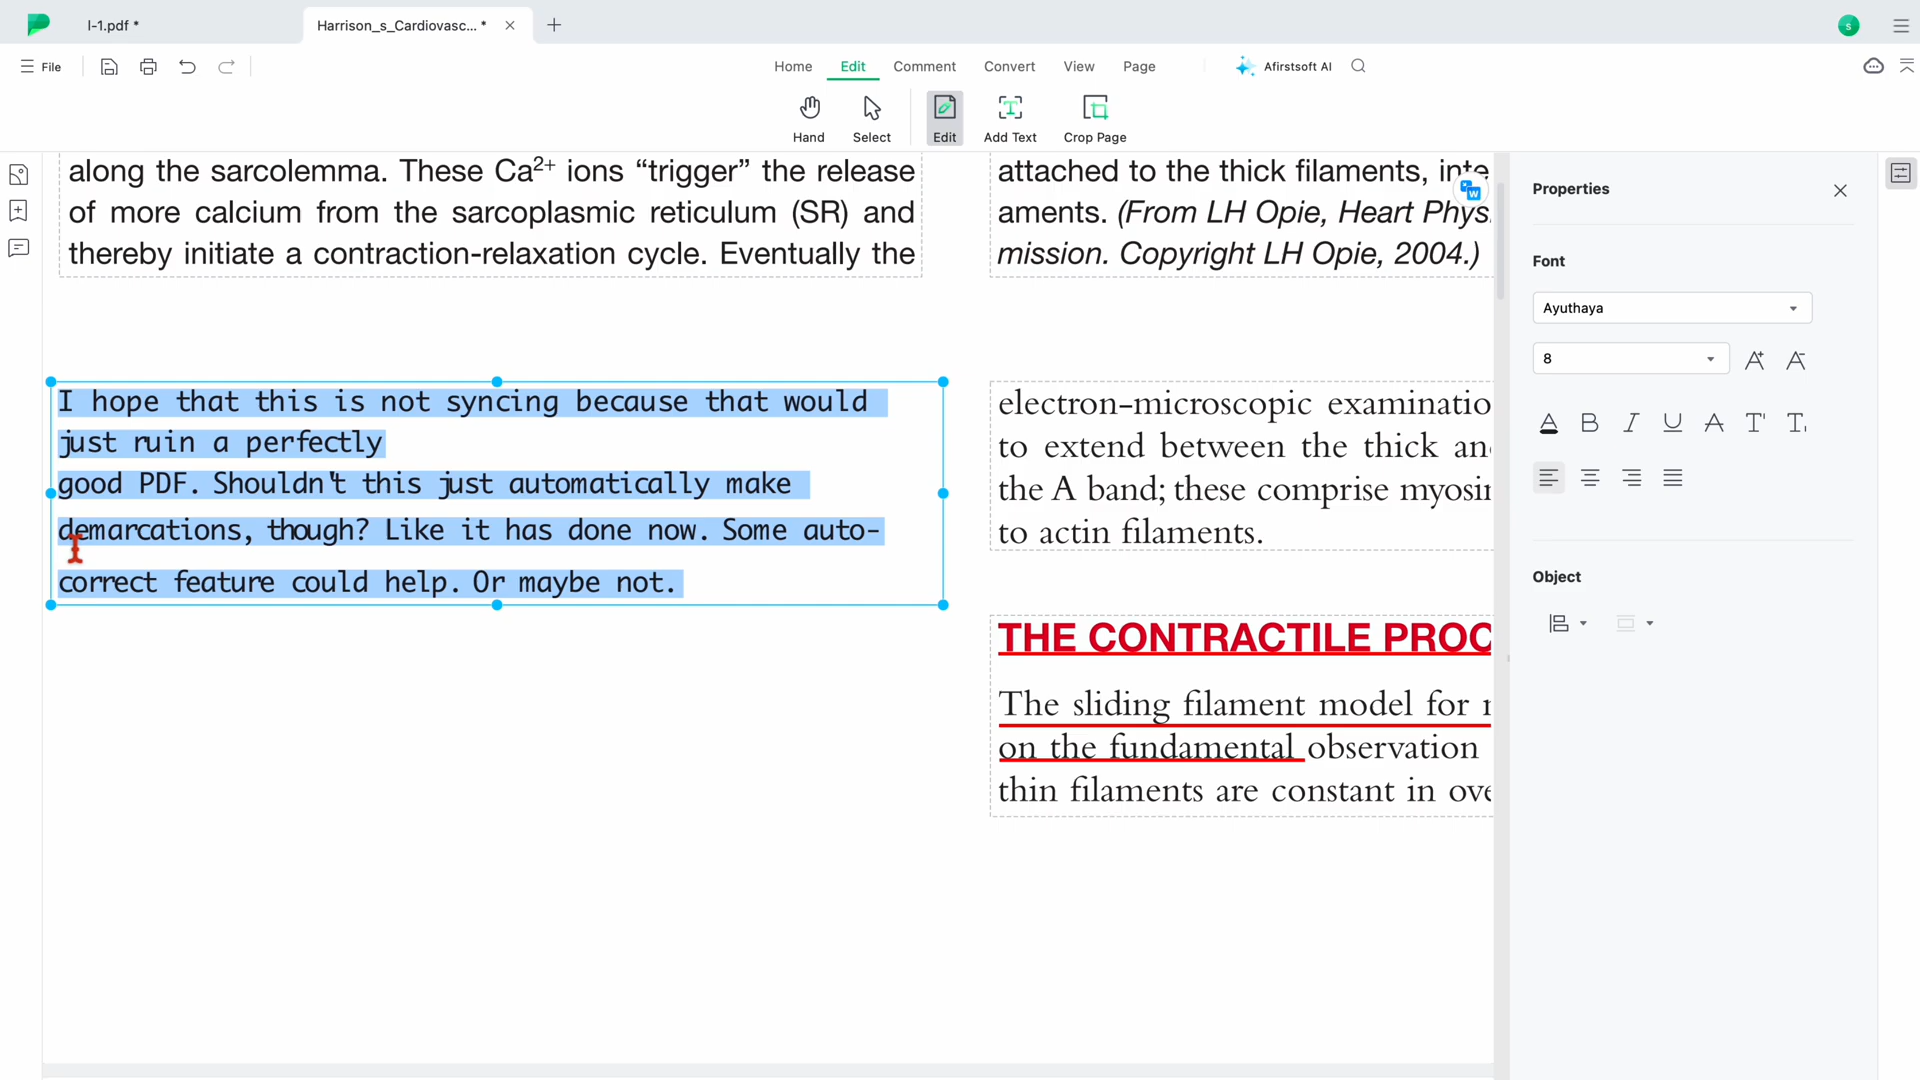 I-1.pdf *
Harrison_s_Cardiovasc... *
s
File
Home
Edit
Comment
Convert
View
Page
Afirstsoft AI
Hand
Select
Edit
Add Text
Crop Page
along the sarcolemma. These Ca2+ ions “trigger” the release
of more calcium from the sarcoplasmic reticulum (SR) and
thereby initiate a contraction-relaxation cycle. Eventually the
attached to the thick filaments, inte
aments. (From LH Opie, Heart Phys
mission. Copyright LH Opie, 2004.)
I hope that this is not syncing because that would
just ruin a perfectly
good PDF. Shouldn't this just automatically make
demarcations, though? Like it has done now. Some auto-
correct feature could help. Or maybe not.
electron-microscopic examinatio
to extend between the thick an
the A band; these comprise myosin
to actin filaments.
THE CONTRACTILE PROC
The sliding filament model for
on the fundamental observation
thin filaments are constant in ove
Properties
Font
Ayuthaya
8
Object